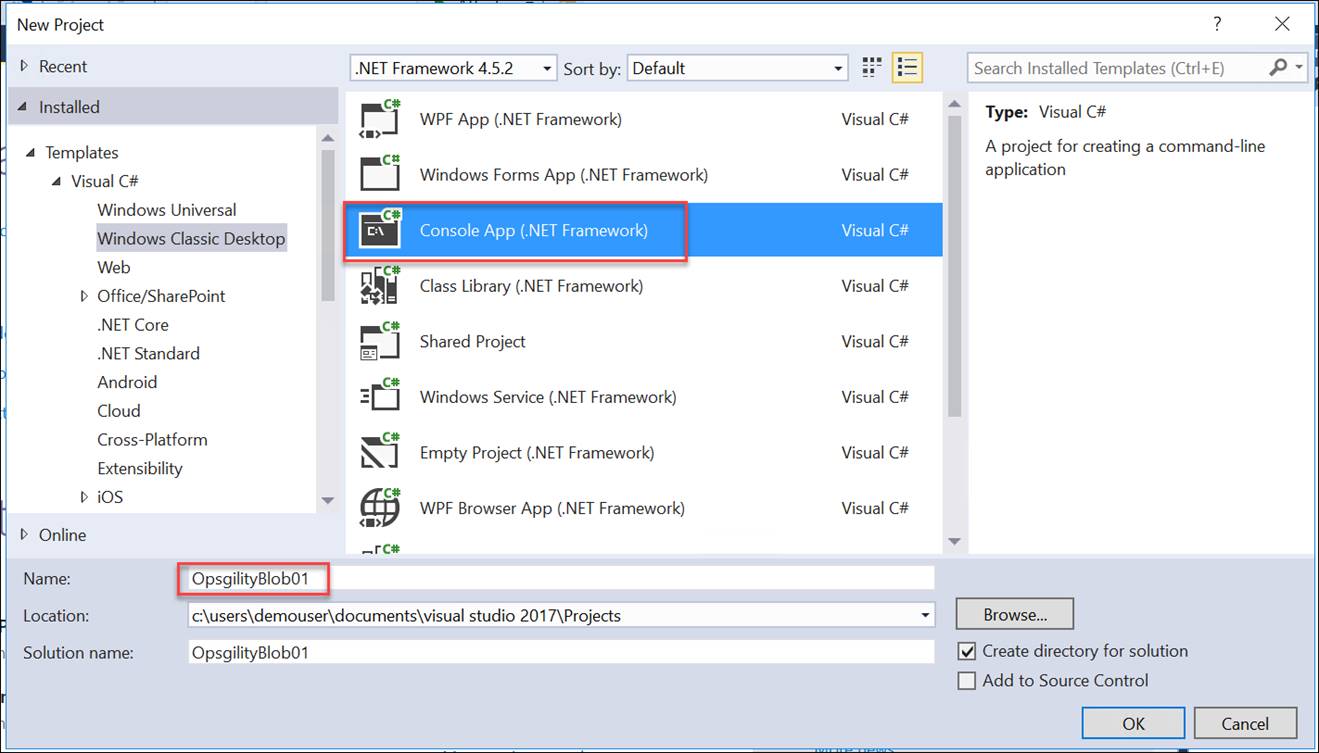 New Project
?
Recent
.NET Framework 4.5.2
Sort by: Default
Search Installed Templates (Ctrl+E)
Installed
Templates
Visual C#
Windows Universal
Windows Classic Desktop
Web
Office/SharePoint
.NET Core
.NET Standard
Android
Cloud
Cross-Platform
Extensibility
iOS
Online
C# WPF App (.NET Framework) Visual C#
C# Windows Forms App (.NET Framework) Visual C#
C# Console App (.NET Framework) Visual C#
C# Class Library (.NET Framework) Visual C#
C# Shared Project Visual C#
C# Windows Service (.NET Framework) Visual C#
C# Empty Project (.NET Framework) Visual C#
C# WPF Browser App (.NET Framework) Visual C#
C#
Type: Visual C#
A project for creating a command-line
application
Name: OpsgilityBlob01
Location: c:\users\demouser\documents\visual studio 2017\Projects
Browse...
Solution name: OpsgilityBlob01
Create directory for solution
Add to Source Control
OK
Cancel